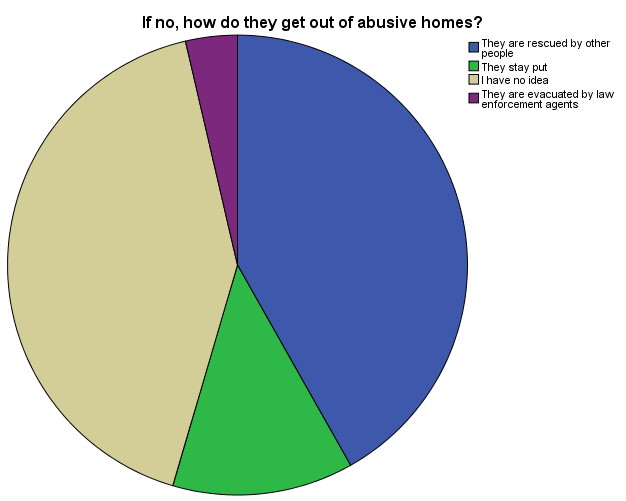 If no, how do they get out of abusive homes?
They are rescued by other
people
They stay put
I have no idea
They are evacuated by law
enforcement agents